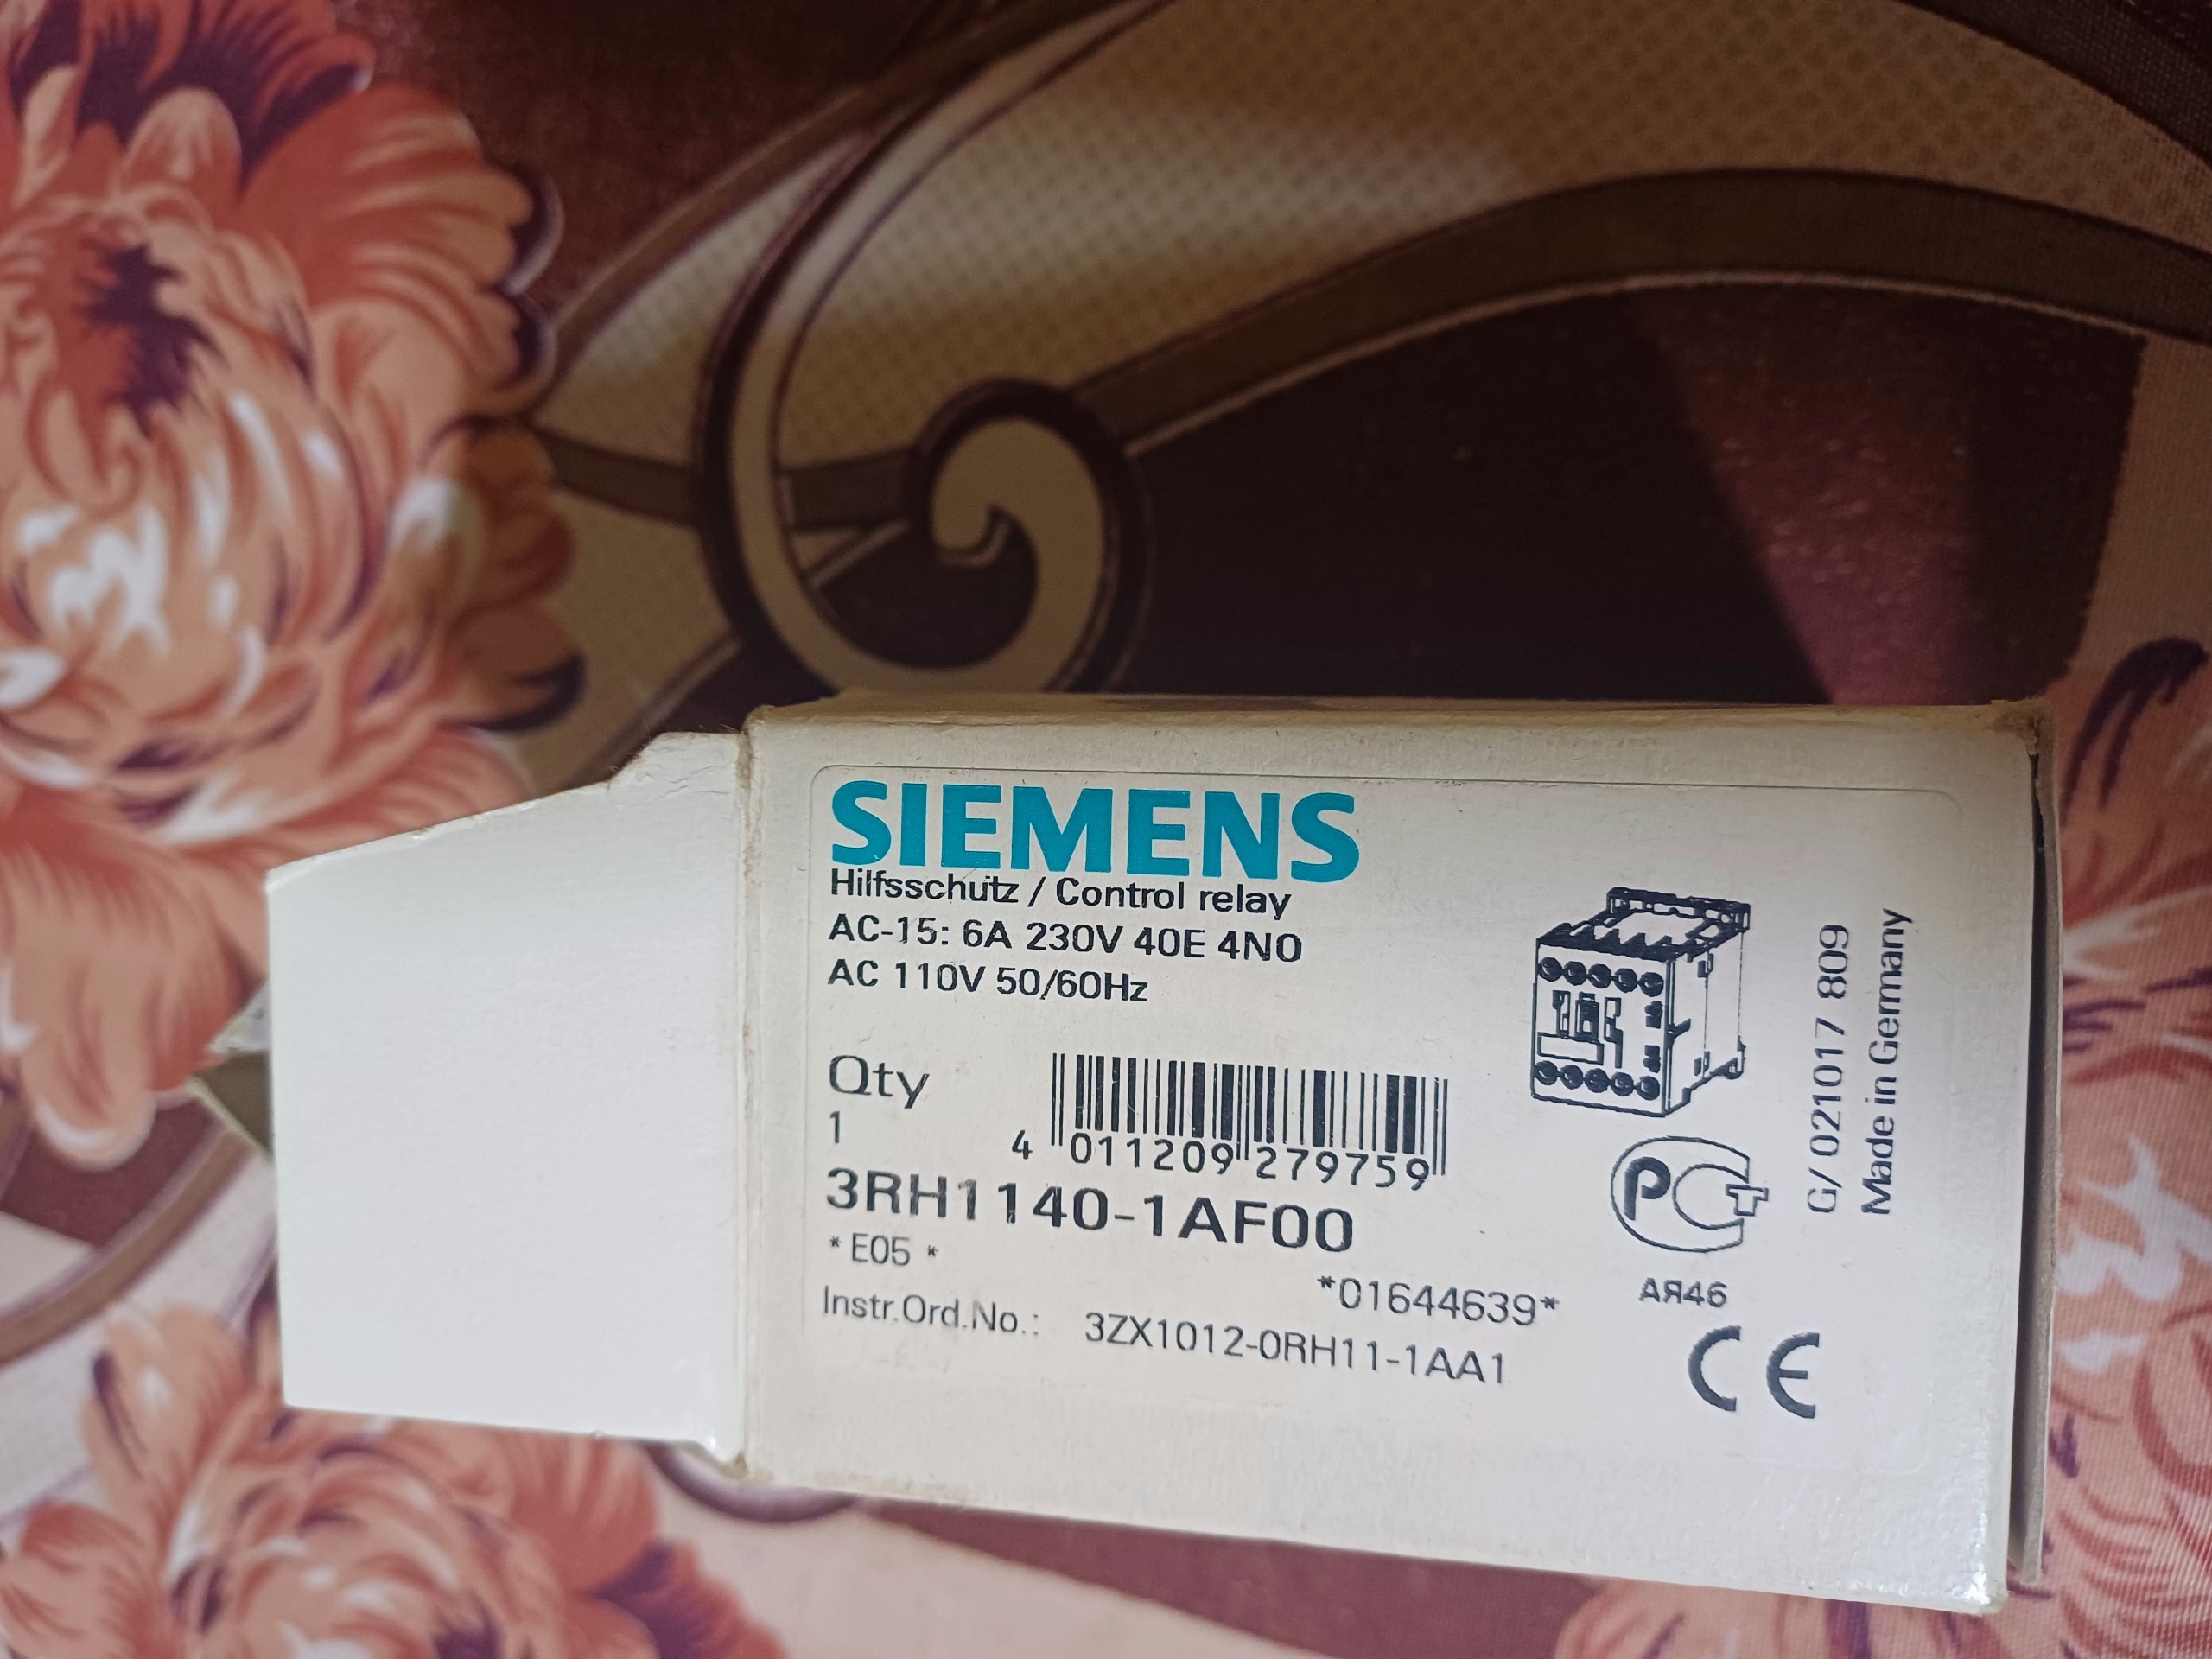 SIEMENS
Hilfsschütz / Control relay
AC-15: 6A 230V 40E 4NO
AC 110V 50/60Hz
Qty
1
4 011209 279759
3RH1140-1AF00
* E05 *
*01644639*
Instr.Ord.No.: 3ZX1012-0RH11-1AA1
PC
АЯ46
CE
G/021017 809
Made in Germany